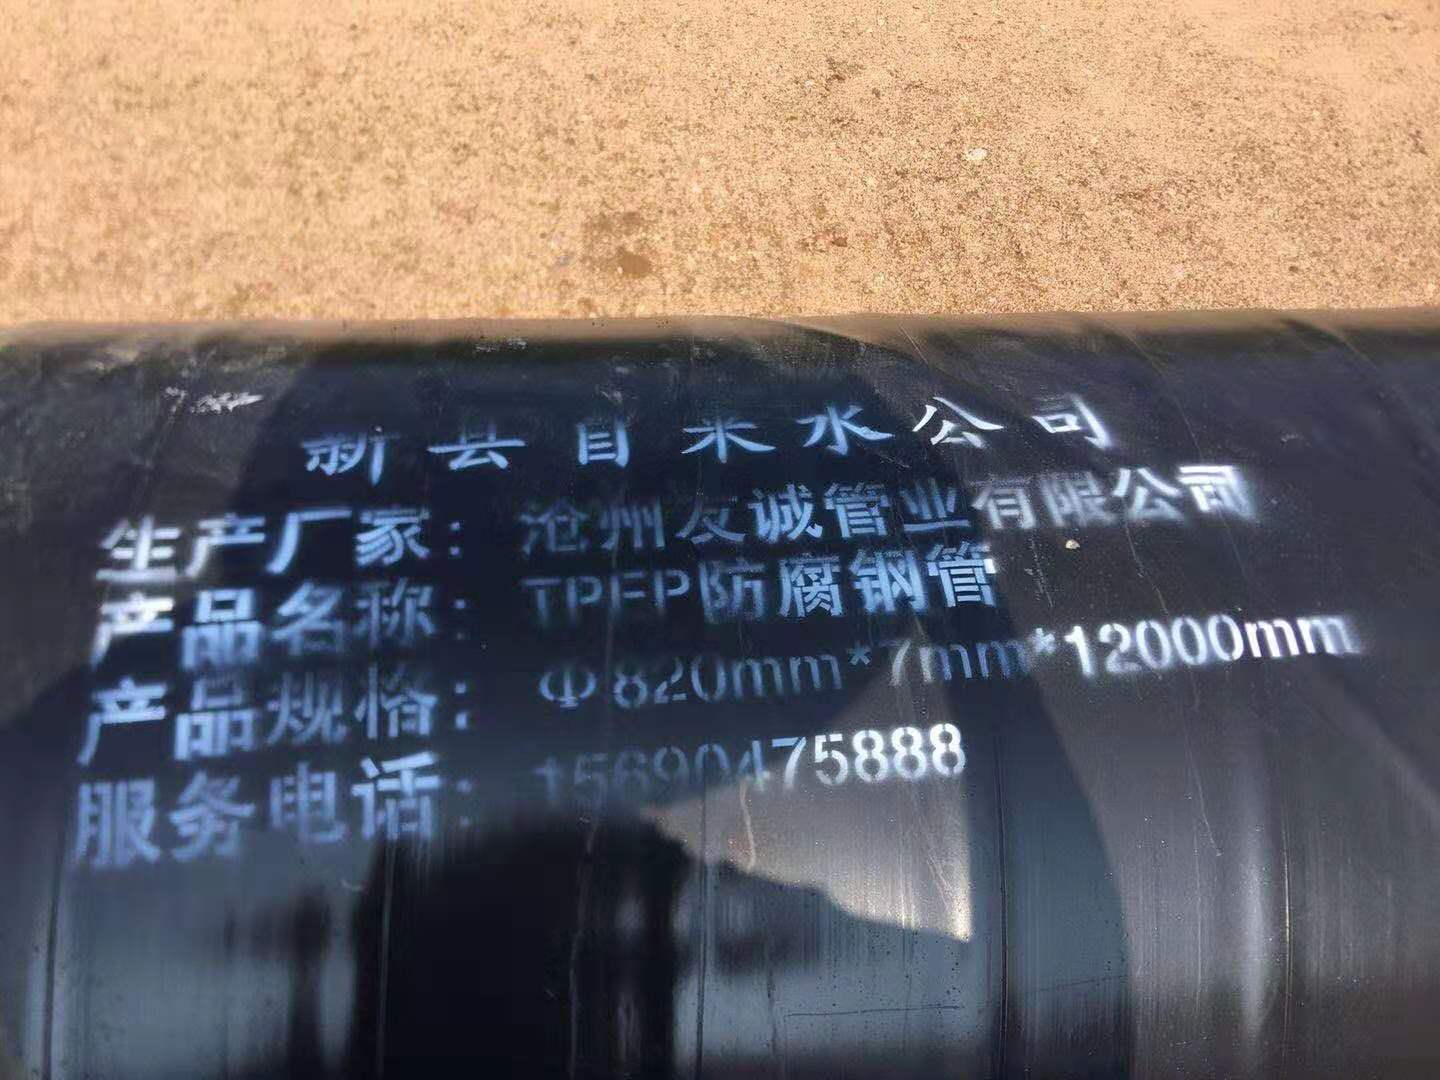 新县自来水公司
生产厂家：沧州友诚管业有限公司
产品名称：TPEP防腐钢管
产品规格：Φ820mm*7mm*12000mm
服务电话：15690475888